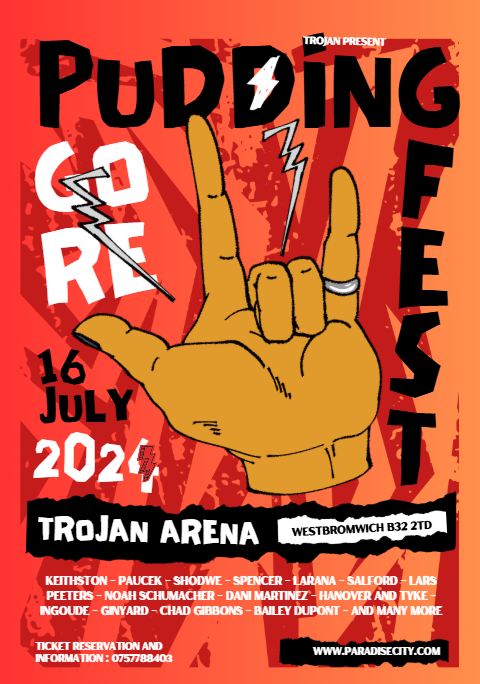 TROJAN PRESENT
PUDDING
GO
RE
FEST
16
JULY
2024
TROJAN ARENA
WESTBROMWICH B32 2TD
KEITHSTON - PAUCEK - SHODWE - SPENCER - LARANA - SALFORD - LARS
PEETERS - NOAH SCHUMACHER - DANI MARTINEZ - HANOVER AND TYKE -
INGOUDE - GINYARD - CHAD GIBBONS - BAILEY DUPONT - AND MANY MORE
TICKET RESERVATION AND
INFORMATION : 0757788403
WWW.PARADISECITY.COM